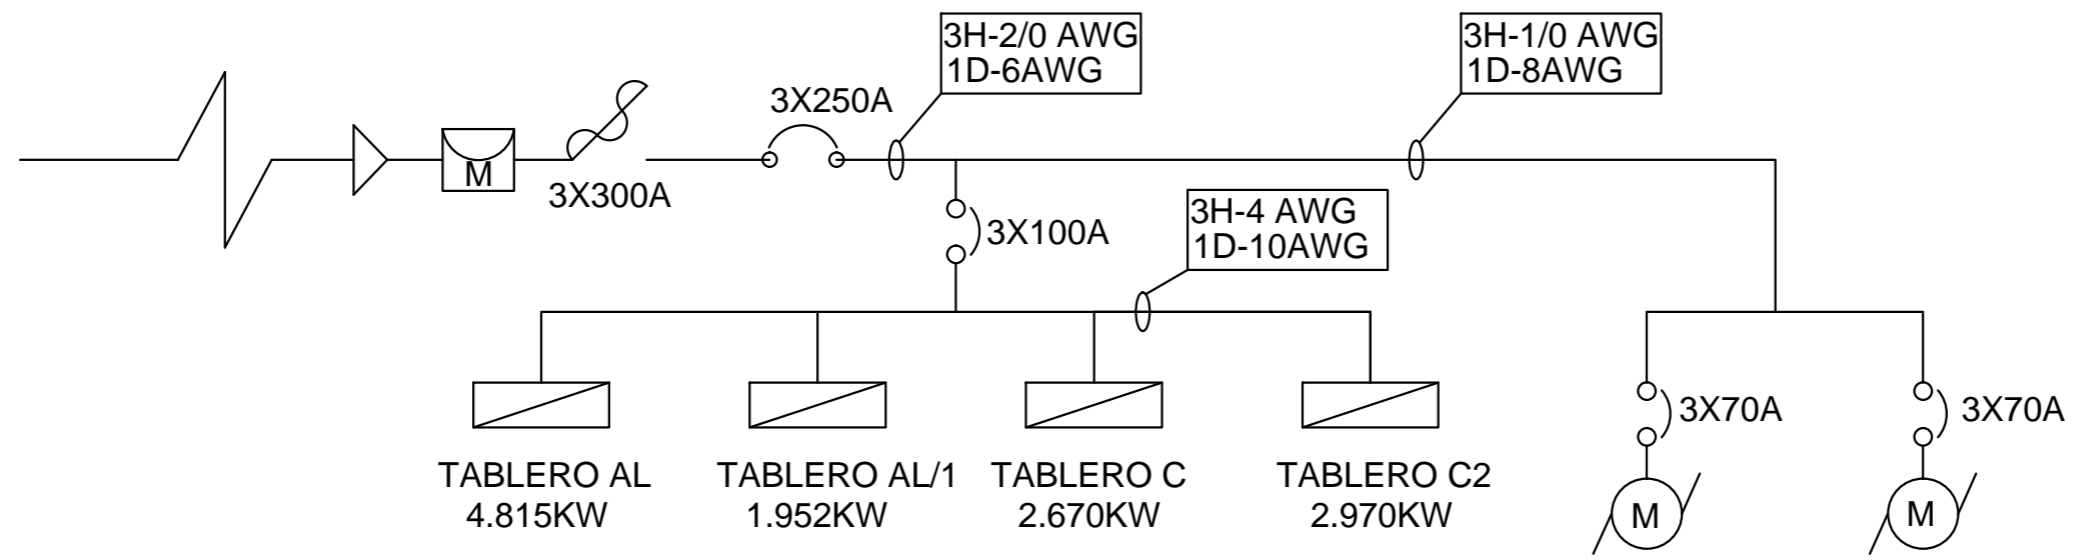 3H-2/0 AWG
1D-6AWG
3H-1/0 AWG
1D-8AWG
3X250A
M
3X300A
3H-4 AWG
1D-10AWG
3X100A
3X70A
3X70A
TABLERO AL
4.815KW
TABLERO AL/1
1.952KW
TABLERO C
2.670KW
TABLERO C2
2.970KW
M
M